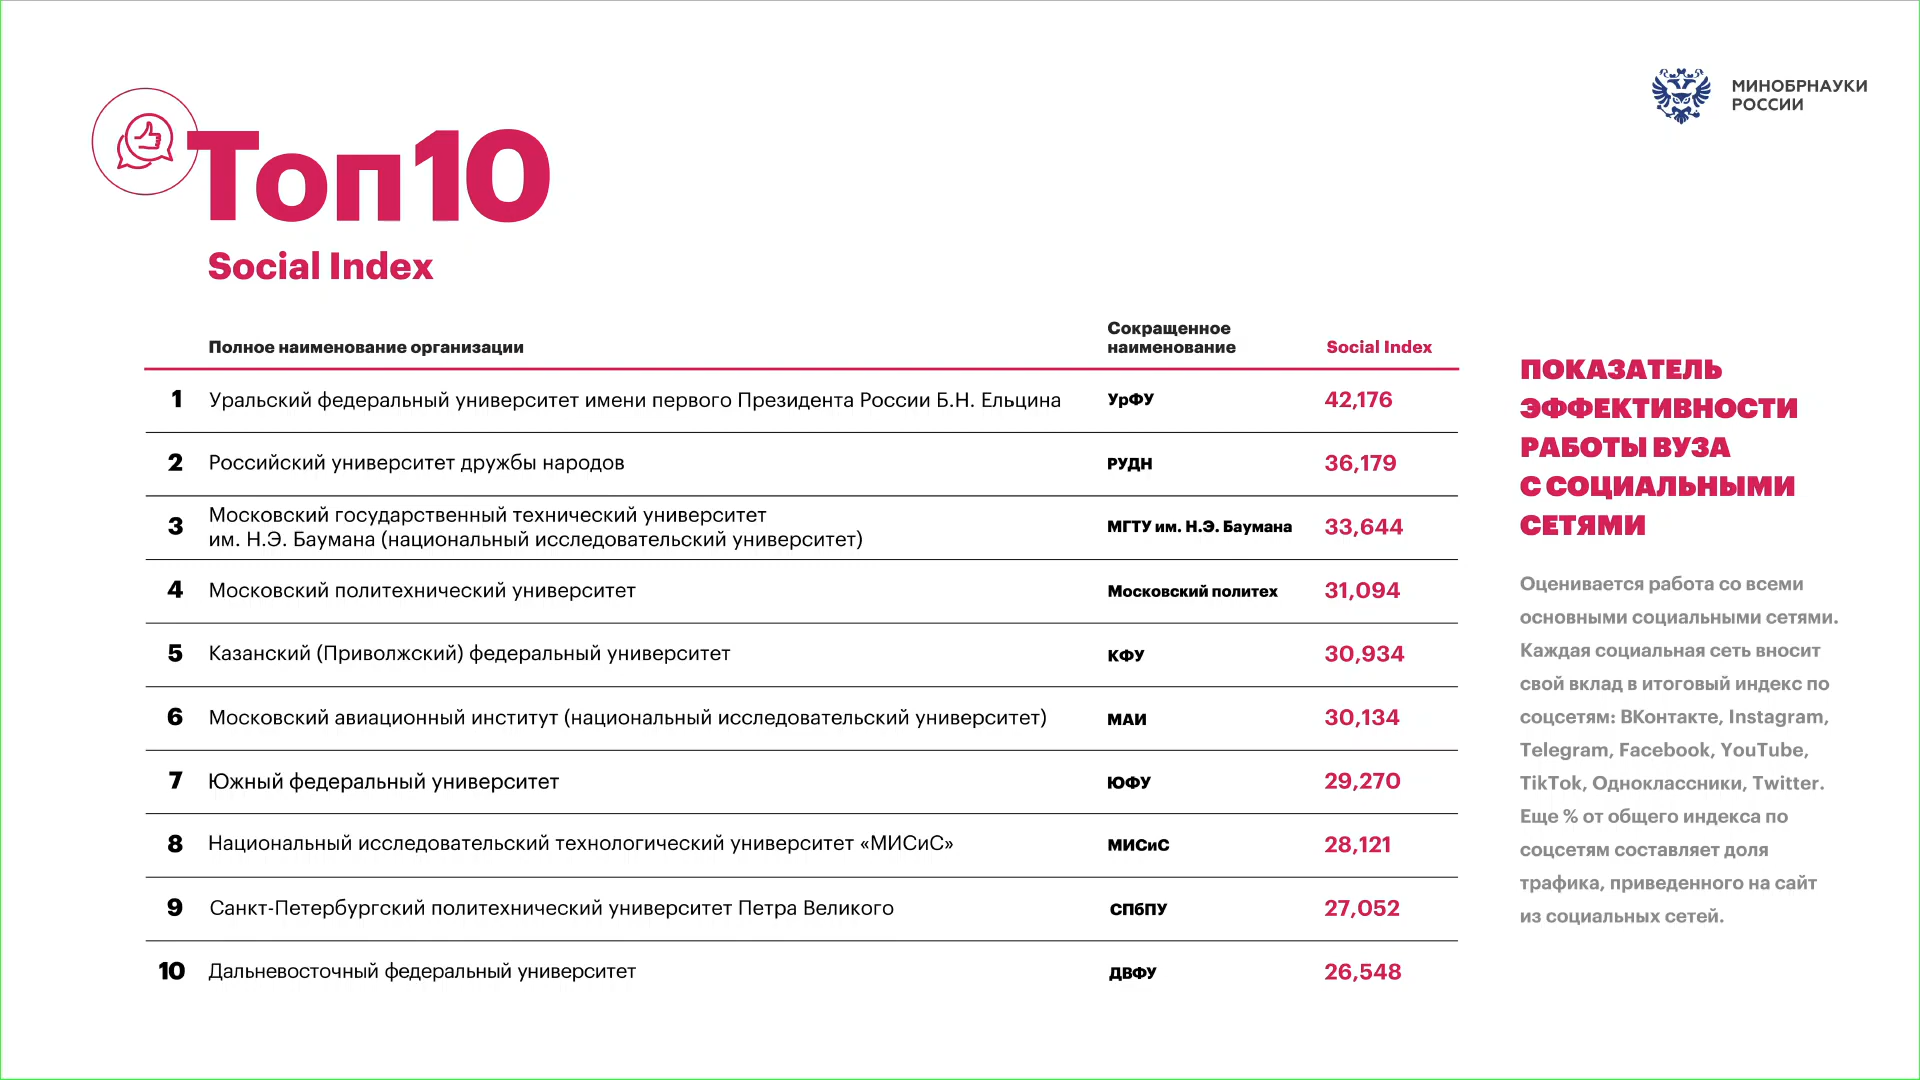 МИНОБРНАУКИ
РОССИИ
Топ10
Social Index
Полное наименование организации
Сокращенное
наименование
Social Index
1 Уральский федеральный университет имени первого Президента России Б.Н. Ельцина УрФУ 42,176
2 Российский университет дружбы народов РУДН 36,179
3 Московский государственный технический университет
им. Н.Э. Баумана (национальный исследовательский университет) МГТУ им. Н.Э. Баумана 33,644
4 Московский политехнический университет Московский политех 31,094
5 Казанский (Приволжский) федеральный университет КФУ 30,934
6 Московский авиационный институт (национальный исследовательский университет) МАИ 30,134
7 Южный федеральный университет ЮФУ 29,270
8 Национальный исследовательский технологический университет «МИСиС» МИСиС 28,121
9 Санкт-Петербургский политехнический университет Петра Великого СПбПУ 27,052
10 Дальневосточный федеральный университет ДВФУ 26,548
ПОКАЗАТЕЛЬ
ЭФФЕКТИВНОСТИ
РАБОТЫ ВУЗА
С СОЦИАЛЬНЫМИ
СЕТЯМИ
Оценивается работа со всеми
основными социальными сетями.
Каждая социальная сеть вносит
свой вклад в итоговый индекс по
соцсетям: ВКонтакте, Instagram,
Telegram, Facebook, YouTube,
TikTok, Одноклассники, Twitter.
Еще % от общего индекса по
соцсетям составляет доля
трафика, приведенного на сайт
из социальных сетей.